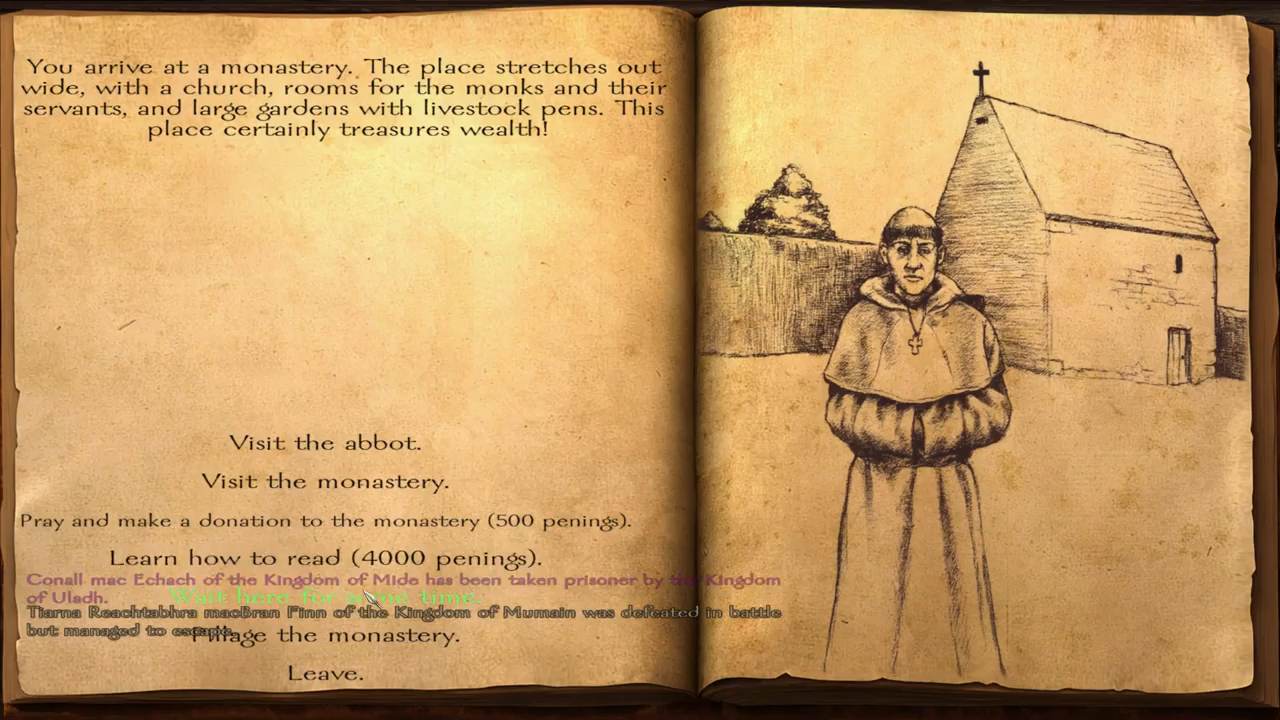 You arrive at a monastery. The place stretches out
wide, with a church, rooms for the monks and their
servants, and large gardens with livestock pens. This
place certainly treasures wealth!
Visit the abbot.
Visit the monastery.
Pray and make a donation to the monastery (500 penings).
Learn how to read (4000 penings).
Conall mac Echach of the Kingdom of Mide has been taken prisoner by the Kingdom
of Uladh.
Wait here for some time.
Tiarna Reachtabhra macBran Finn of the Kingdom of Mumain was defeated in battle
but managed to escape.
Pillage the monastery.
Leave.